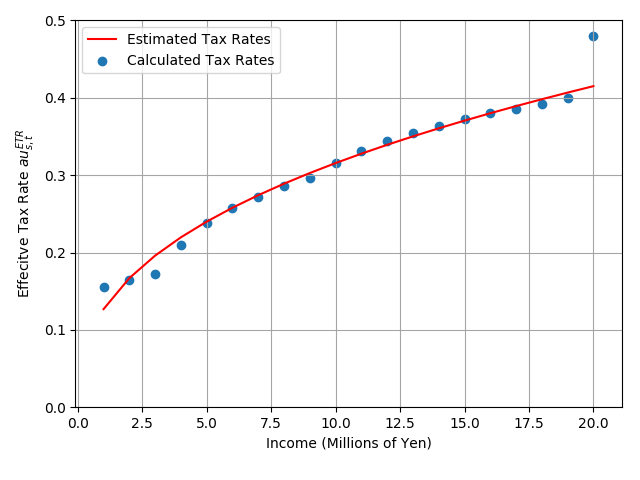 Estimated Tax Rates
Calculated Tax Rates
0.5
0.4
0.3
0.2
0.1
0.0
Effecitve Tax Rate au_{s,t}^{ETR}
0.0 2.5 5.0 7.5 10.0 12.5 15.0 17.5 20.0
Income (Millions of Yen)